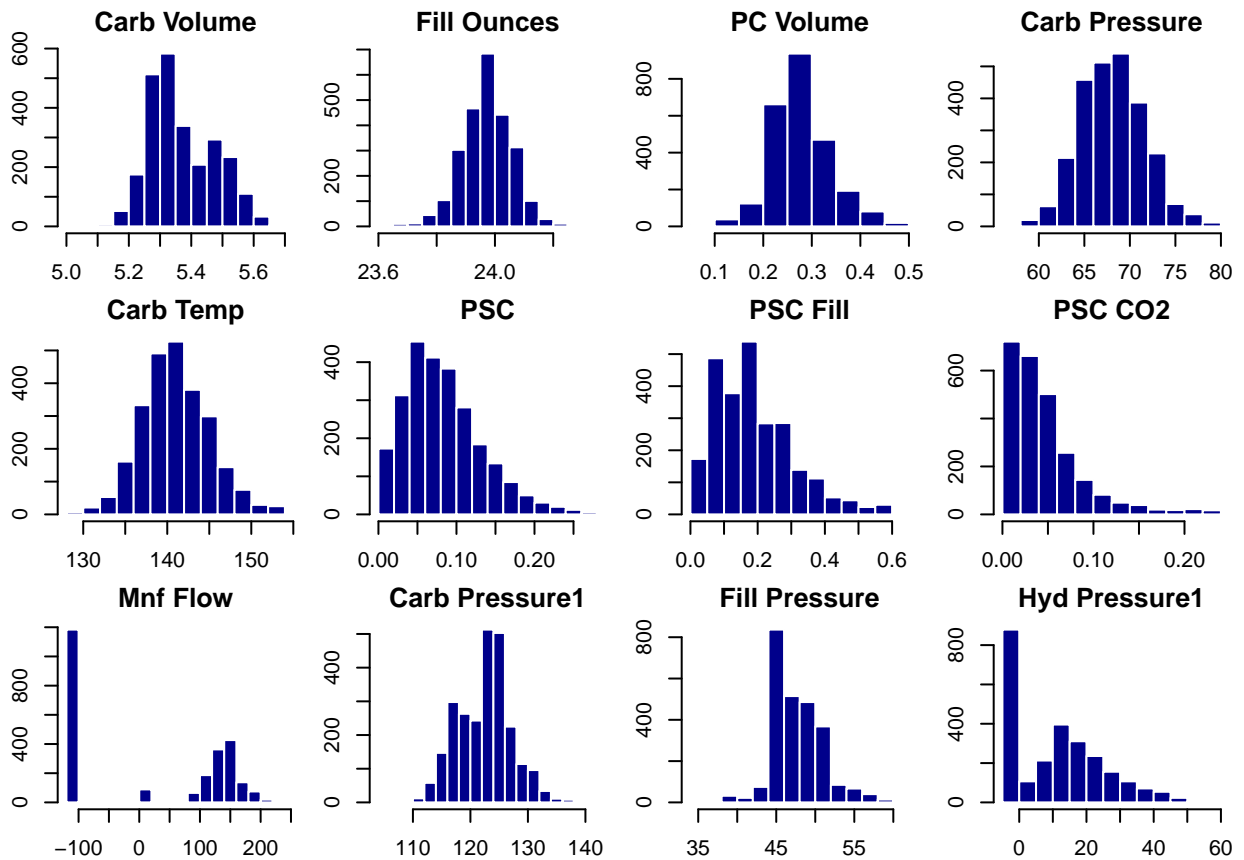 Carb Volume
0 200 400 600
5.0 5.2 5.4 5.6
Fill Ounces
0 200 500
23.6 24.0
PC Volume
0 400 800
0.1 0.2 0.3 0.4 0.5
Carb Pressure
0 200 400
60 65 70 75 80
Carb Temp
0 200 400
130 140 150
PSC
0 200 400
0.00 0.10 0.20
PSC Fill
0 200 400
0.0 0.2 0.4 0.6
PSC CO2
0 200 600
0.00 0.10 0.20
Mnf Flow
0 400 800
−100 0 100 200
Carb Pressure1
0 200 400
110 120 130 140
Fill Pressure
0 400 800
35 45 55
Hyd Pressure1
0 400 800
0 20 40 60